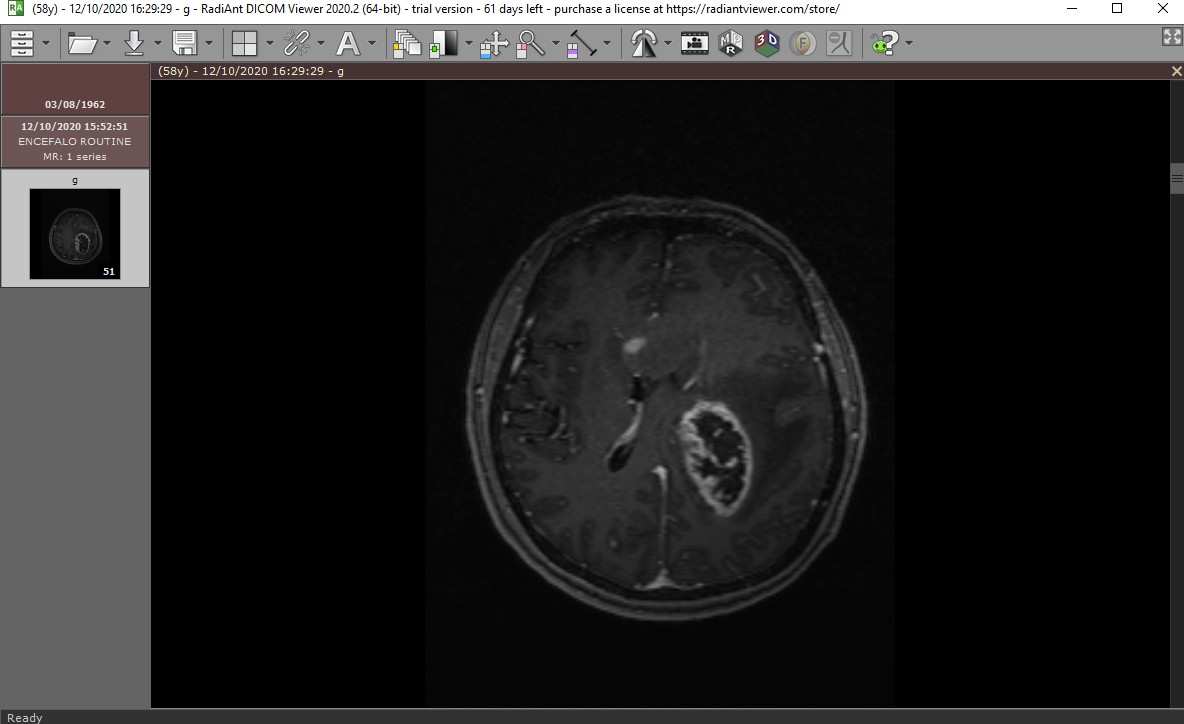 RA (58y) - 12/10/2020 16:29:29 - g - RadiAnt DICOM Viewer 2020.2 (64-bit) - trial version - 61 days left - purchase a license at https://radiantviewer.com/store/
A M P R 3D F
(58y) - 12/10/2020 16:29:29 - g
03/08/1962
12/10/2020 15:52:51
ENCEFALO ROUTINE
MR: 1 series
g
51
Ready